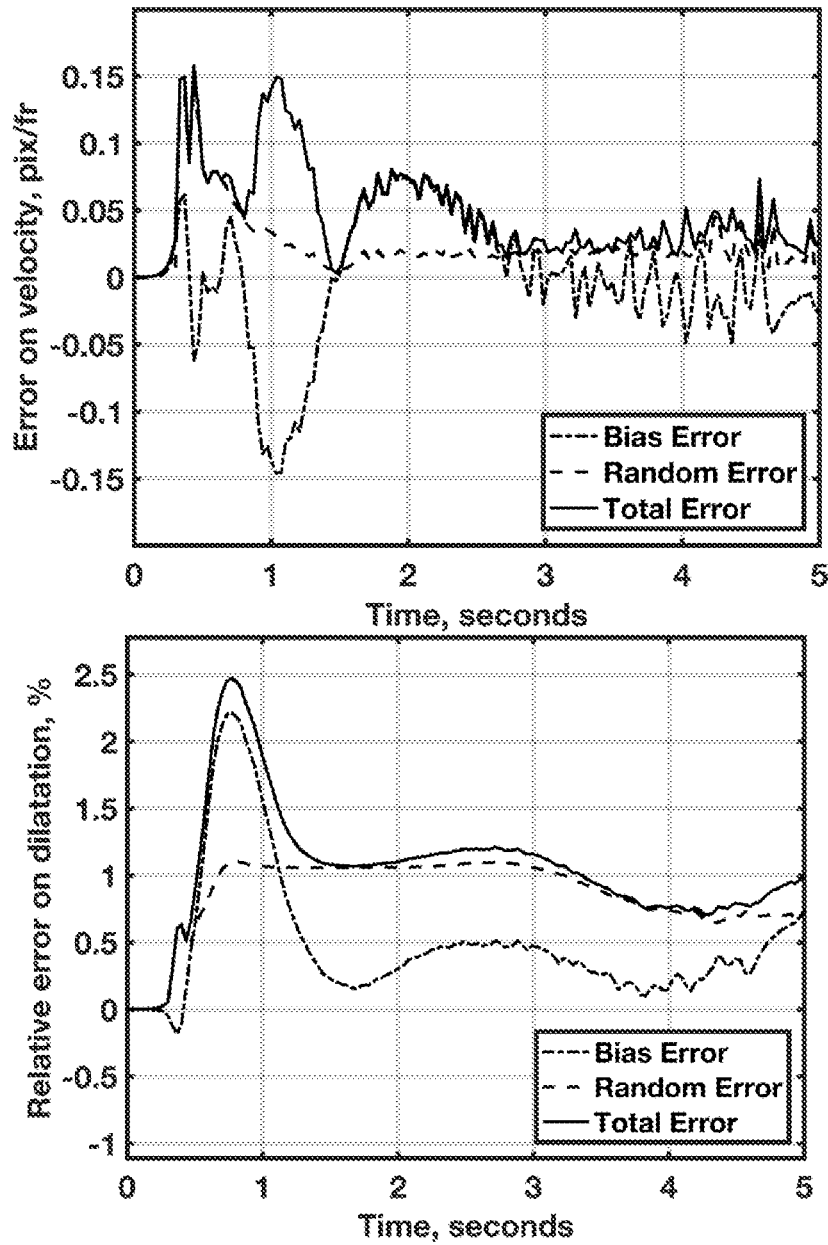 Error on velocity, pix/fr
0.15
0.1
0.05
0
-0.05
-0.1
-0.15
Bias Error
Random Error
Total Error
0 1 2 3 4 5
Time, seconds
Relative error on dilatation, %
2.5
2
1.5
1
0.5
0
-0.5
-1
Bias Error
Random Error
Total Error
0 1 2 3 4 5
Time, seconds